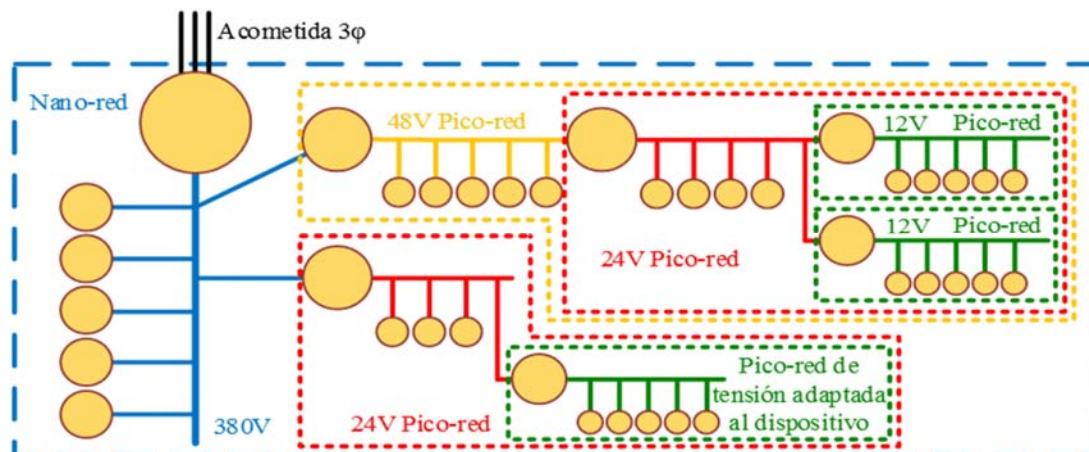 Acometida 3φ
Nano-red
48V Pico-red
12V Pico-red
12V Pico-red
24V Pico-red
380V
24V Pico-red
Pico-red de
tensión adaptada
al dispositivo